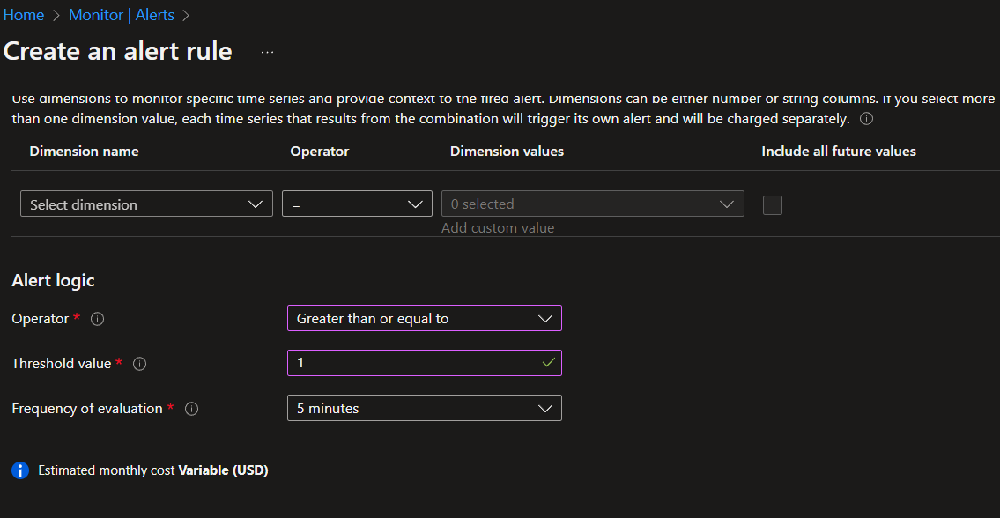 Home > Monitor | Alerts >
Create an alert rule ...
Use dimensions to monitor specific time series and provide context to the fired alert. Dimensions can be either number or string columns. If you select more
than one dimension value, each time series that results from the combination will trigger its own alert and will be charged separately.
Dimension name Operator Dimension values Include all future values
Select dimension = 0 selected
Add custom value
Alert logic
Operator * Greater than or equal to
Threshold value * 1
Frequency of evaluation * 5 minutes
Estimated monthly cost Variable (USD)